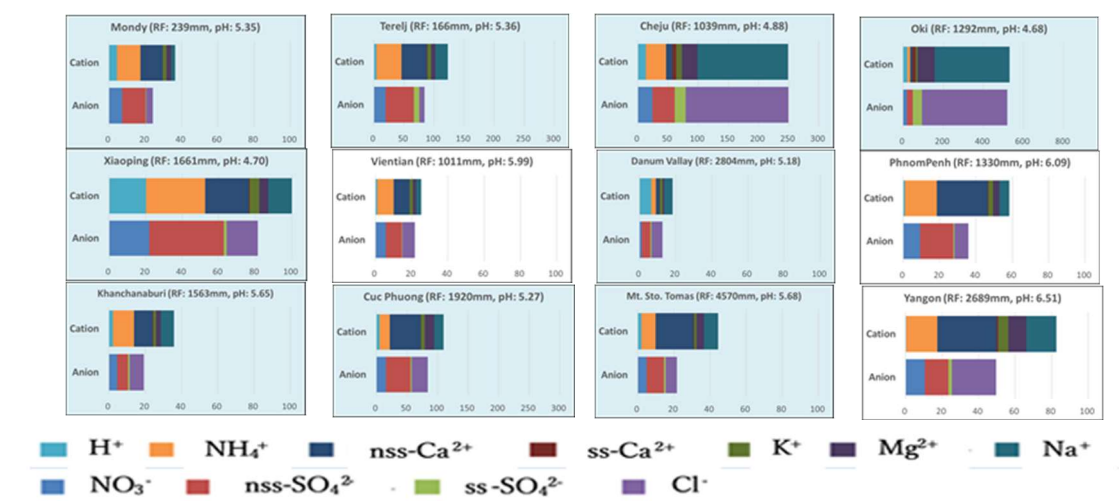 Mondy (RF: 239mm, pH: 5.35)
Cation
Anion
0 20 40 60 80 100
Terelj (RF: 166mm, pH: 5.36)
Cation
Anion
0 50 100 150 200 250 300
Cheju (RF: 1039mm, pH: 4.88)
Cation
Anion
0 50 100 150 200 250 300
Oki (RF: 1292mm, pH: 4.68)
Cation
Anion
0 200 400 600 800
Xiaoping (RF: 1661mm, pH: 4.70)
Cation
Anion
0 20 40 60 80 100
Vientian (RF: 1011mm, pH: 5.99)
Cation
Anion
0 20 40 60 80 100
Danum Vallay (RF: 2804mm, pH: 5.18)
Cation
Anion
0 20 40 60 80 100
PhnomPenh (RF: 1330mm, pH: 6.09)
Cation
Anion
0 20 40 60 80 100
Khanchanaburi (RF: 1563mm, pH: 5.65)
Cation
Anion
0 20 40 60 80 100
Cuc Phuong (RF: 1920mm, pH: 5.27)
Cation
Anion
0 50 100 150 200 250 300
Mt. Sto. Tomas (RF: 4570mm, pH: 5.68)
Cation
Anion
0 20 40 60 80 100
Yangon (RF: 2689mm, pH: 6.51)
Cation
Anion
0 20 40 60 80 100
H⁺ NH₄⁺ nss-Ca²⁺ ss-Ca²⁺ K⁺ Mg²⁺ Na⁺
NO₃⁻ nss-SO₄²⁻ ss-SO₄²⁻ Cl⁻